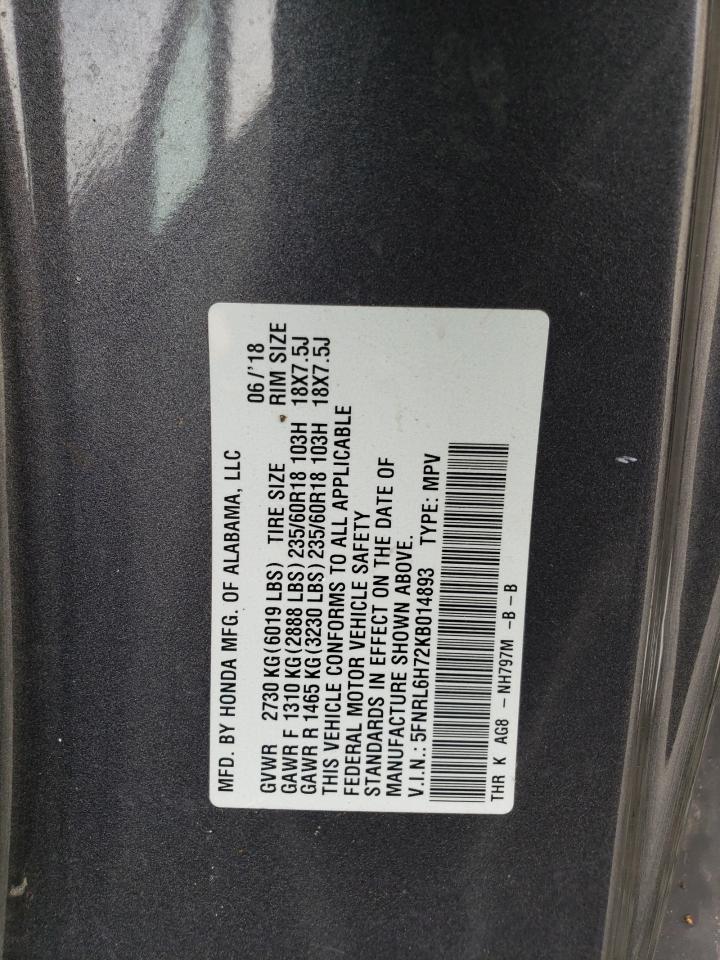 MFD. BY HONDA MFG. OF ALABAMA, LLC
06/'18
GVWR 2730 KG(6019 LBS) TIRE SIZE RIM SIZE
GAWR F 1310 KG(2888 LBS)235/60R18 103H 18X7.5J
GAWR R 1465 KG(3230 LBS)235/60R18 103H 18X7.5J
THIS VEHICLE CONFORMS TO ALL APPLICABLE
FEDERAL MOTOR VEHICLE SAFETY
STANDARDS IN EFFECT ON THE DATE OF
MANUFACTURE SHOWN ABOVE.
V.I.N.:5FNRL6H72KB014893 TYPE: MPV
THR K AG8 - NH797M -B-B